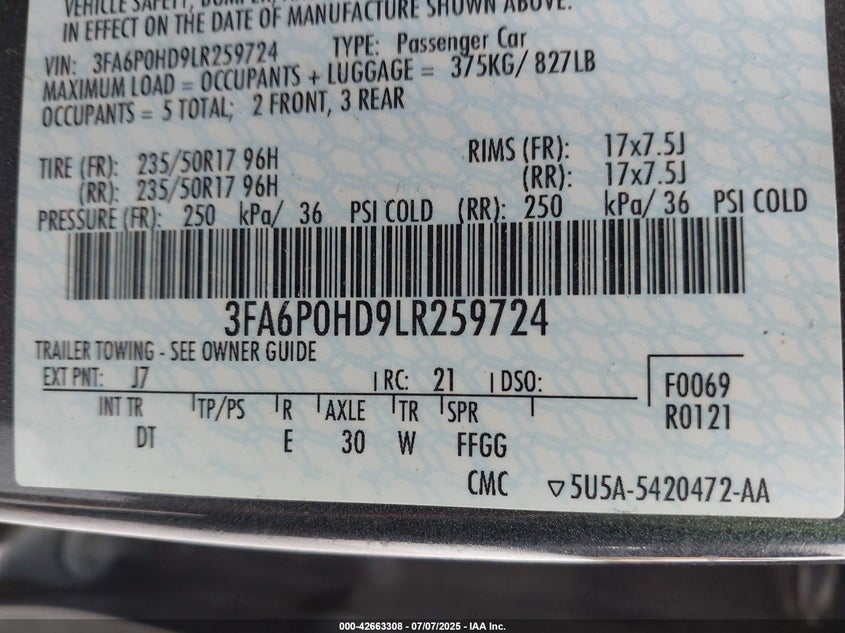 VEHICLE SAFETY, BUMPER,
IN EFFECT ON THE DATE OF MANUFACTURE SHOWN ABOVE.
VIN: 3FA6P0HD9LR259724 TYPE: Passenger Car
MAXIMUM LOAD = OCCUPANTS + LUGGAGE = 375KG/ 827LB
OCCUPANTS = 5 TOTAL; 2 FRONT, 3 REAR
TIRE (FR): 235/50R17 96H RIMS (FR): 17x7.5J
(RR): 235/50R17 96H (RR): 17x7.5J
PRESSURE (FR): 250 kPa/ 36 PSI COLD (RR): 250 kPa/ 36 PSI COLD
3FA6P0HD9LR259724
TRAILER TOWING - SEE OWNER GUIDE
EXT PNT: J7 RC: 21 DSO: F0069
INT TR TP/PS R AXLE TR SPR R0121
DT E 30 W FFGG
CMC ▽5U5A-5420472-AA
000-42663308 - 07/07/2025 - IAA Inc.